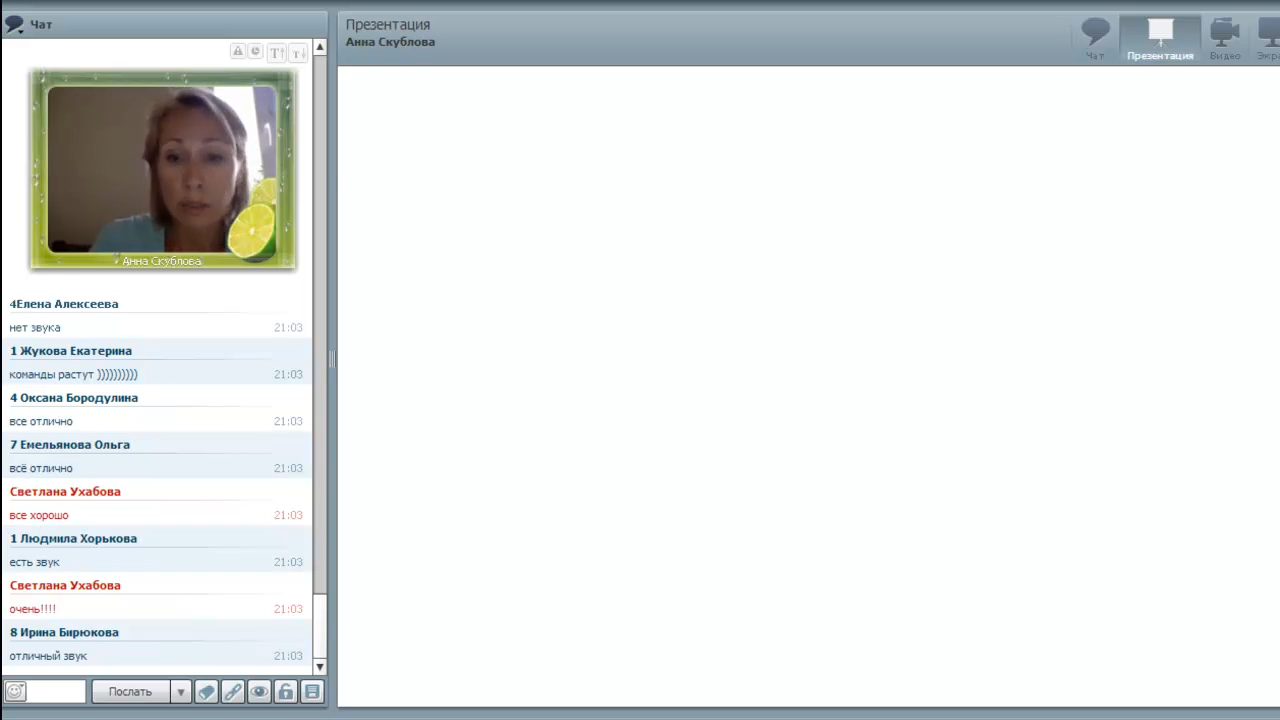 Чат
Презентация
Анна Скублова
Чат
Презентация
Видео
Экра
Анна Скублова
4Елена Алексеева
нет звука 21:03
1 Жукова Екатерина
команды растут )))))))))) 21:03
4 Оксана Бородулина
все отлично 21:03
7 Емельянова Ольга
всё отлично 21:03
Светлана Ухабова
все хорошо 21:03
1 Людмила Хорькова
есть звук 21:03
Светлана Ухабова
очень!!!! 21:03
8 Ирина Бирюкова
отличный звук 21:03
Послать